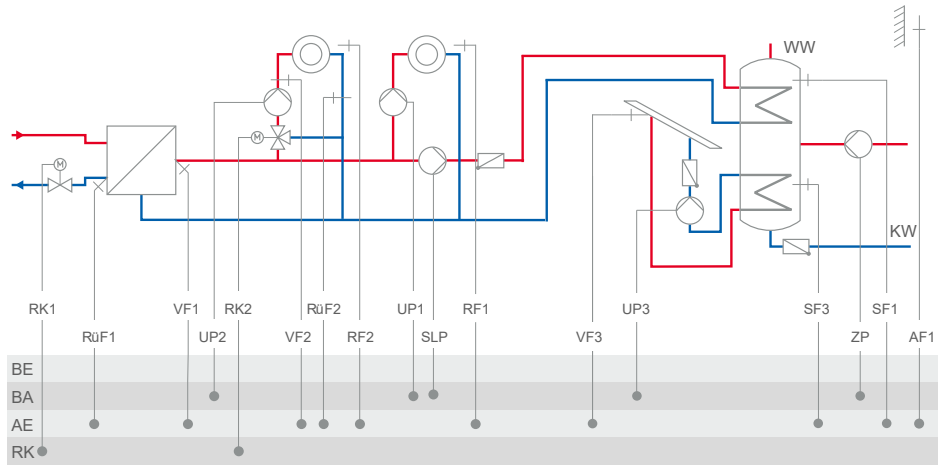 WW
M
M
KW
RK1 VF1 RK2 RüF2 UP1 RF1 UP3 SF3 SF1
RüF1 UP2 VF2 RF2 SLP VF3 ZP AF1
BE
BA
AE
RK